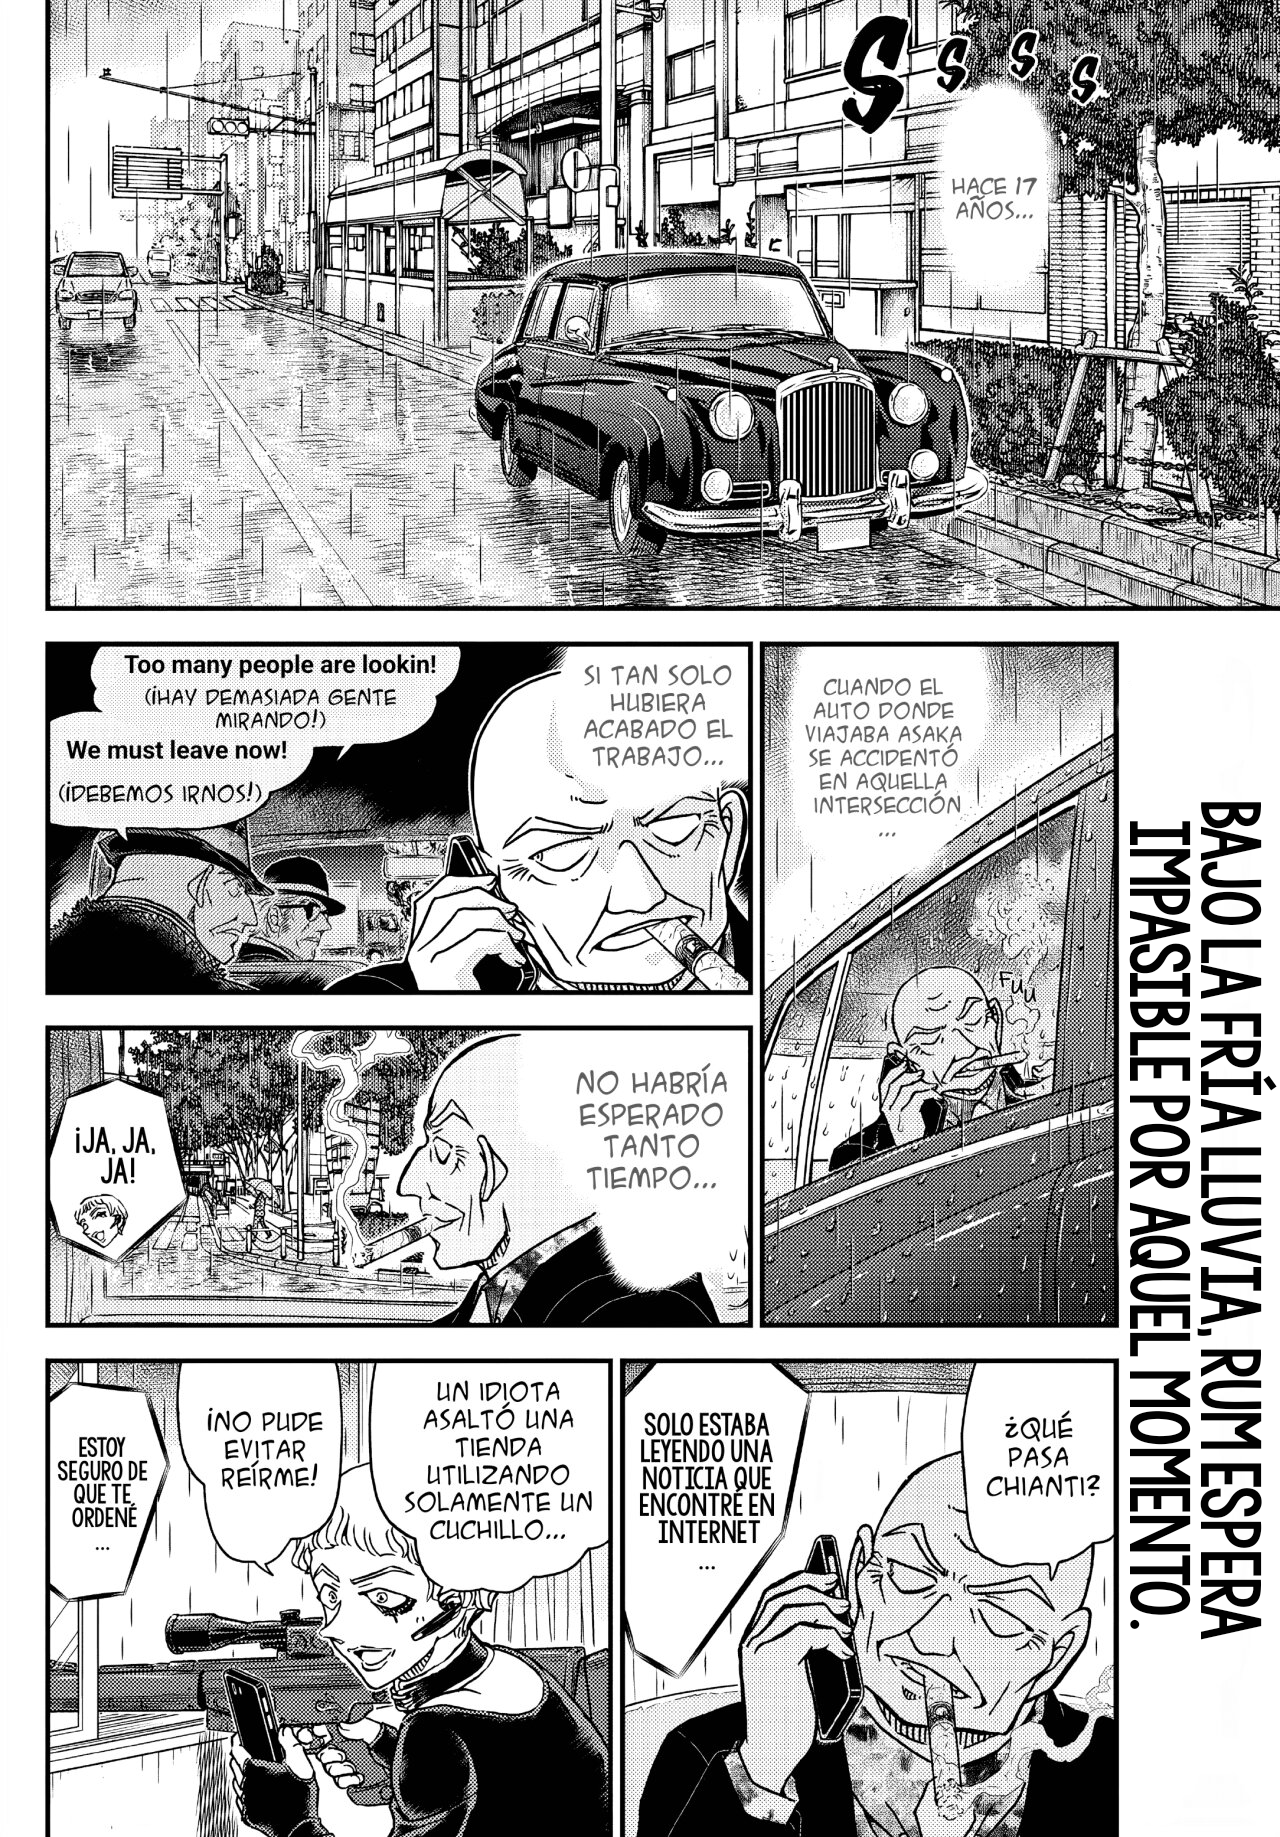 S S S S
HACE 17
AÑOS...
CUANDO EL
AUTO DONDE
VIAJABA ASAKA
SE ACCIDENTÓ
EN AQUELLA
INTERSECCIÓN
...
FUU
SI TAN SOLO
HUBIERA
ACABADO EL
TRABAJO...
Too many people are lookin!
(¡HAY DEMASIADA GENTE
MIRANDO!)
We must leave now!
(¡DEBEMOS IRNOS!)
NO HABRÍA
ESPERADO
TANTO
TIEMPO...
¡JA, JA,
JA!
BAJO LA FRÍA LLUVIA, RUM ESPERA
IMPASIBLE POR AQUEL MOMENTO.
¿QUÉ
PASA
CHIANTI?
SOLO ESTABA
LEYENDO UNA
NOTICIA QUE
ENCONTRÉ EN
INTERNET
...
UN IDIOTA
ASALTÓ UNA
TIENDA
UTILIZANDO
SOLAMENTE UN
CUCHILLO...
¡NO PUDE
EVITAR
REÍRME!
ESTOY
SEGURO DE
QUE TE
ORDENÉ
...